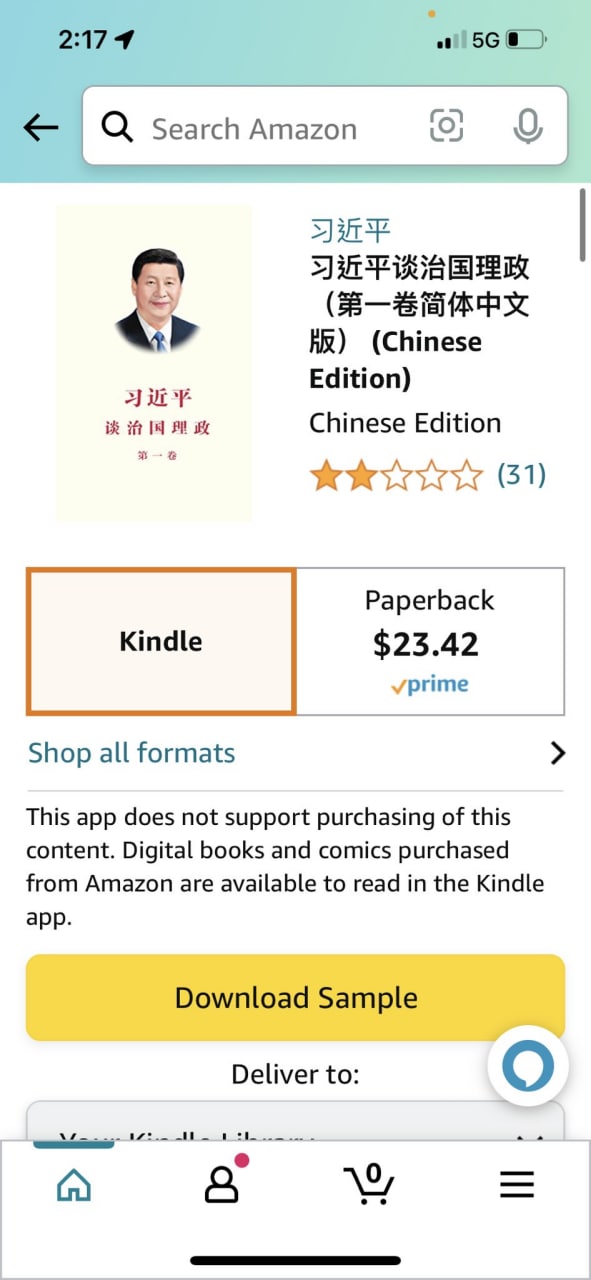 2:17
5G
Search Amazon
习近平
谈治国理政
第一卷
习近平
习近平谈治国理政
（第一卷简体中文
版） (Chinese
Edition)
Chinese Edition
(31)
Kindle
Paperback
$23.42
prime
Shop all formats
This app does not support purchasing of this
content. Digital books and comics purchased
from Amazon are available to read in the Kindle
app.
Download Sample
Deliver to:
Your Kindle Library
0